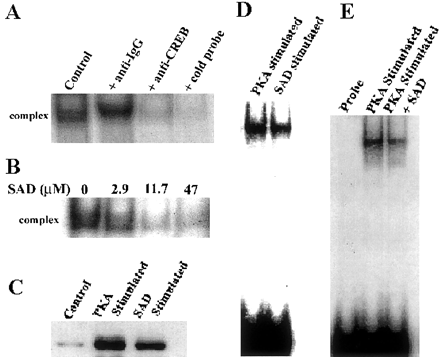 A
Control
+ anti-IgG
+ anti-CREB
+ cold probe
complex
B
SAD (μM) 0 2.9 11.7 47
complex
C
Control
PKA Stimulated
SAD Stimulated
D
PKA stimulated
SAD stimulated
E
Probe
PKA Stimulated
PKA Stimulated + SAD